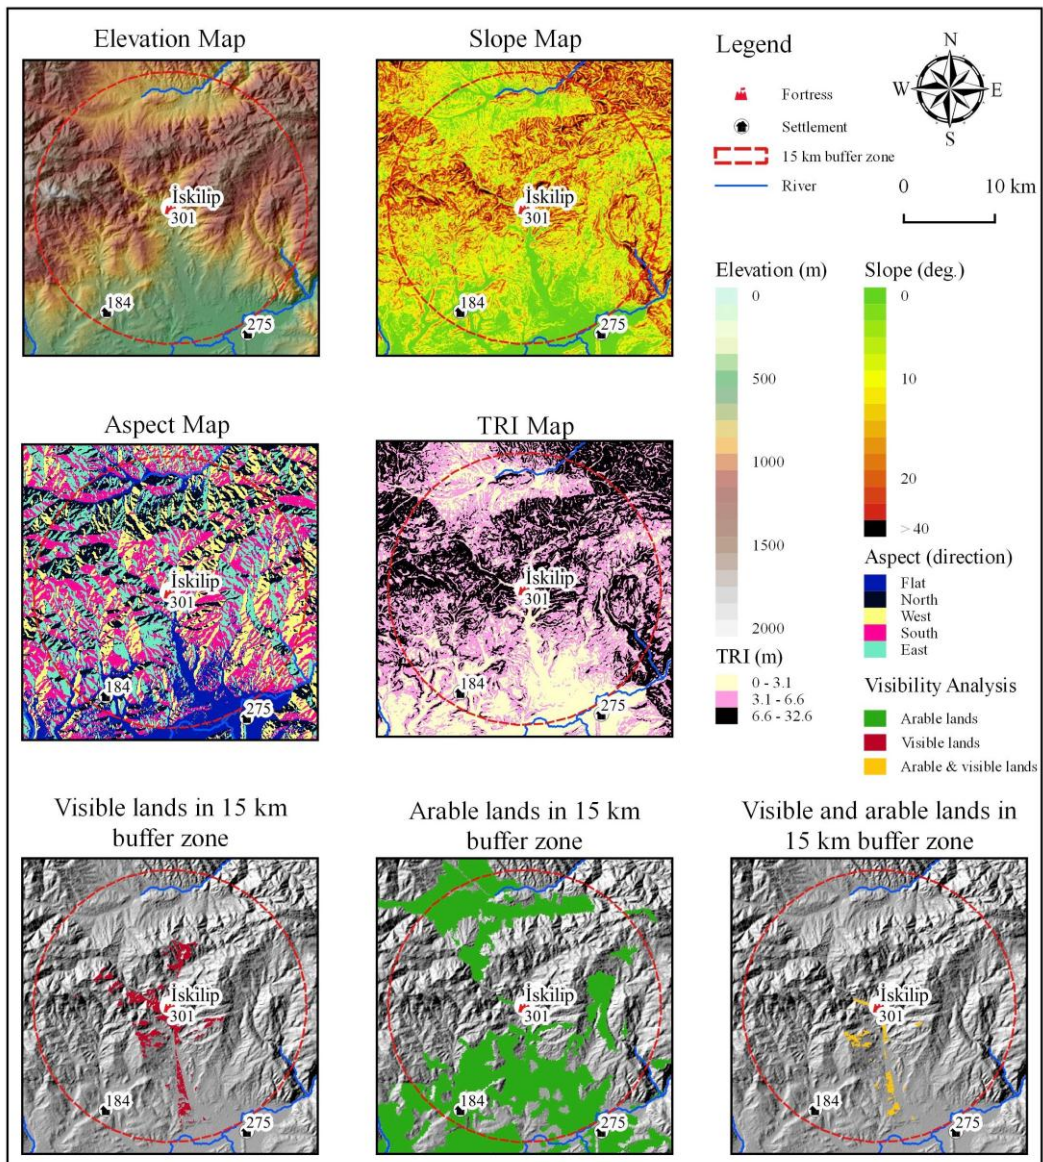 Elevation Map
Slope Map
Legend
N
W
E
S
Fortress
Settlement
15 km buffer zone
River
0 10 km
İskilip
301
184
275
İskilip
301
184
275
Elevation (m)
0
500
1000
1500
2000
Slope (deg.)
0
10
20
> 40
Aspect Map
TRI Map
İskilip
301
184
275
İskilip
301
184
275
TRI (m)
0 - 3.1
3.1 - 6.6
6.6 - 32.6
Aspect (direction)
Flat
North
West
South
East
Visibility Analysis
Arable lands
Visible lands
Arable & visible lands
Visible lands in 15 km
buffer zone
Arable lands in 15 km
buffer zone
Visible and arable lands in
15 km buffer zone
İskilip
301
184
275
İskilip
301
184
275
İskilip
301
184
275